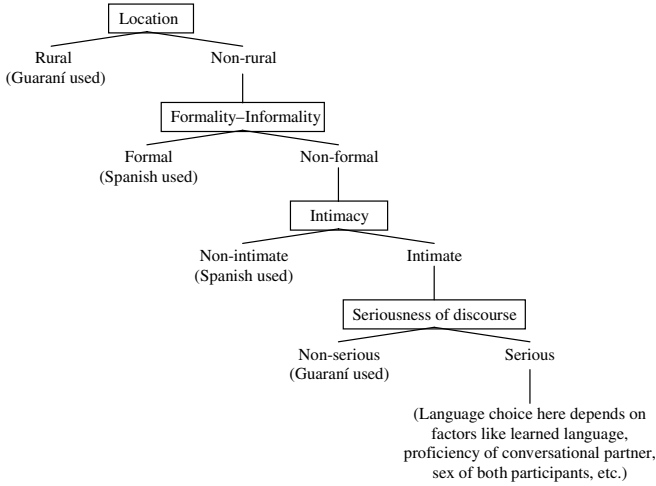 Location
Rural
(Guaraní used)
Non-rural
Formality–Informality
Formal
(Spanish used)
Non-formal
Intimacy
Non-intimate
(Spanish used)
Intimate
Seriousness of discourse
Non-serious
(Guaraní used)
Serious
(Language choice here depends on
factors like learned language,
proficiency of conversational partner,
sex of both participants, etc.)